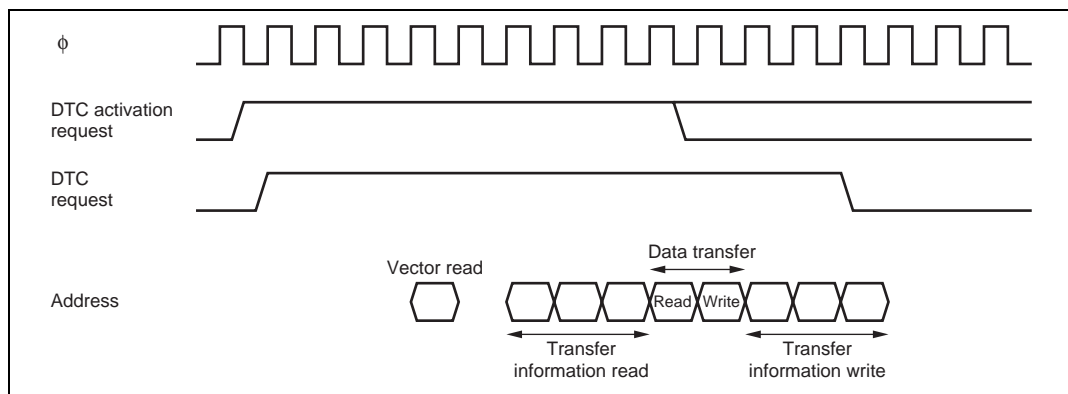 ϕ
DTC activation
request
DTC
request
Data transfer
Vector read
Address
Read
Write
Transfer
information read
Transfer
information write